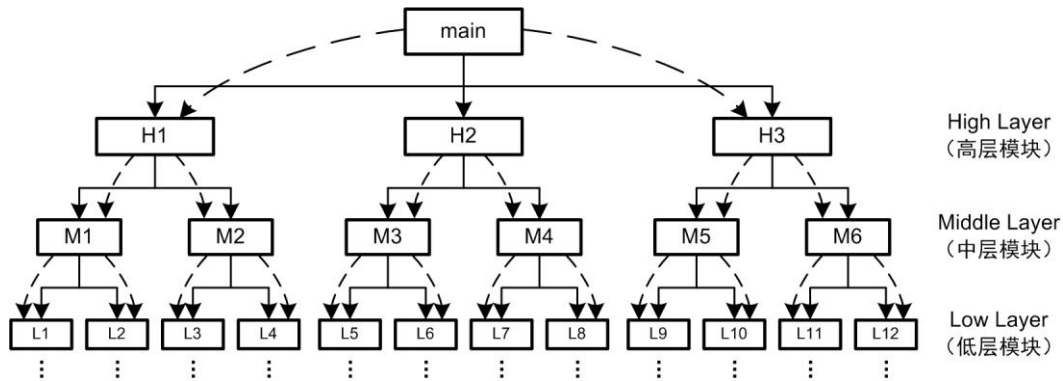 main
H1
H2
H3
High Layer
（高层模块）
M1
M2
M3
M4
M5
M6
Middle Layer
（中层模块）
L1
L2
L3
L4
L5
L6
L7
L8
L9
L10
L11
L12
Low Layer
（低层模块）